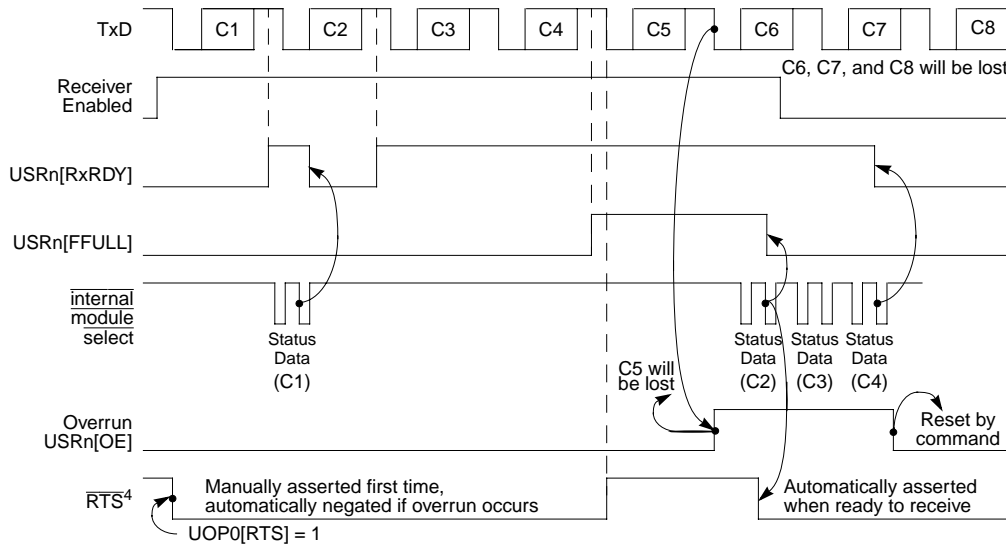 TxD
C1
C2
C3
C4
C5
C6
C7
C8
C6, C7, and C8 will be lost
Receiver
Enabled
USRn[RxRDY]
USRn[FFULL]
internal
module
select
Status
Data
(C1)
Status
Data
(C2)
Status
Data
(C3)
Status
Data
(C4)
C5 will
be lost
Overrun
USRn[OE]
Reset by
command
RTS4
Manually asserted first time,
automatically negated if overrun occurs
Automatically asserted
when ready to receive
UOP0[RTS] = 1